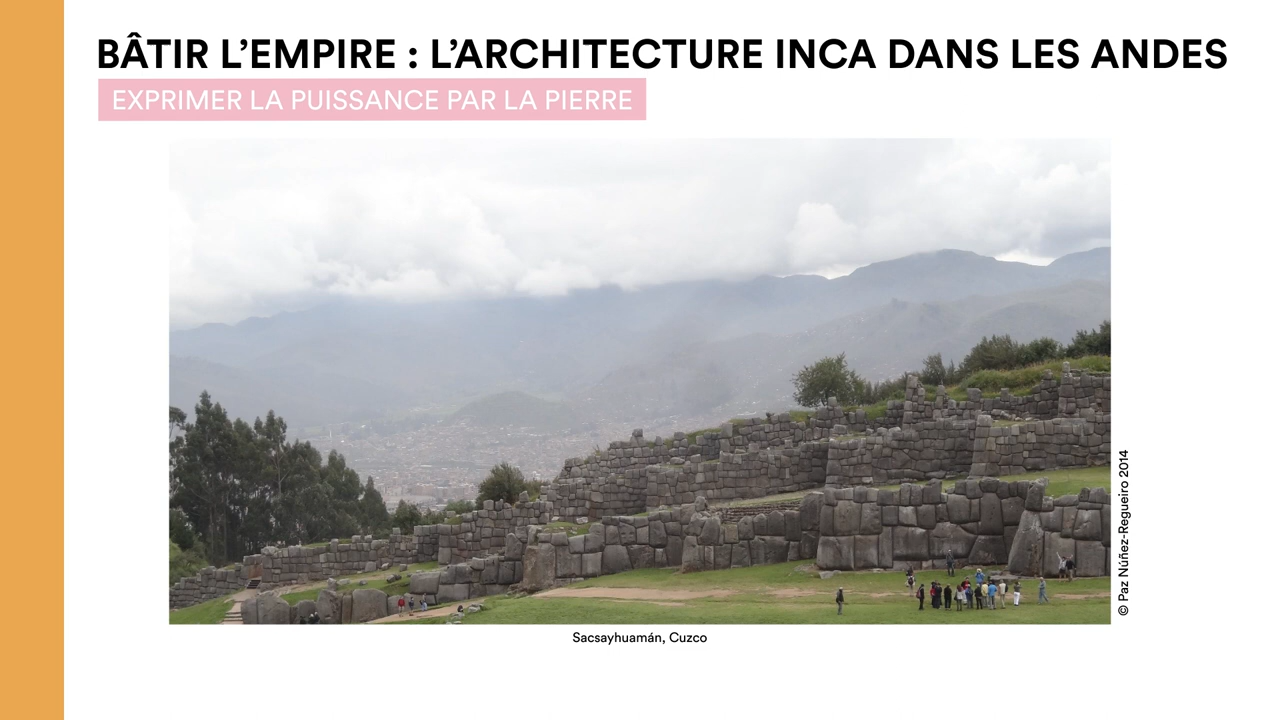 BÂTIR L’EMPIRE : L’ARCHITECTURE INCA DANS LES ANDES
EXPRIMER LA PUISSANCE PAR LA PIERRE
© Paz Núñez-Regueiro 2014
Sacsayhuamán, Cuzco